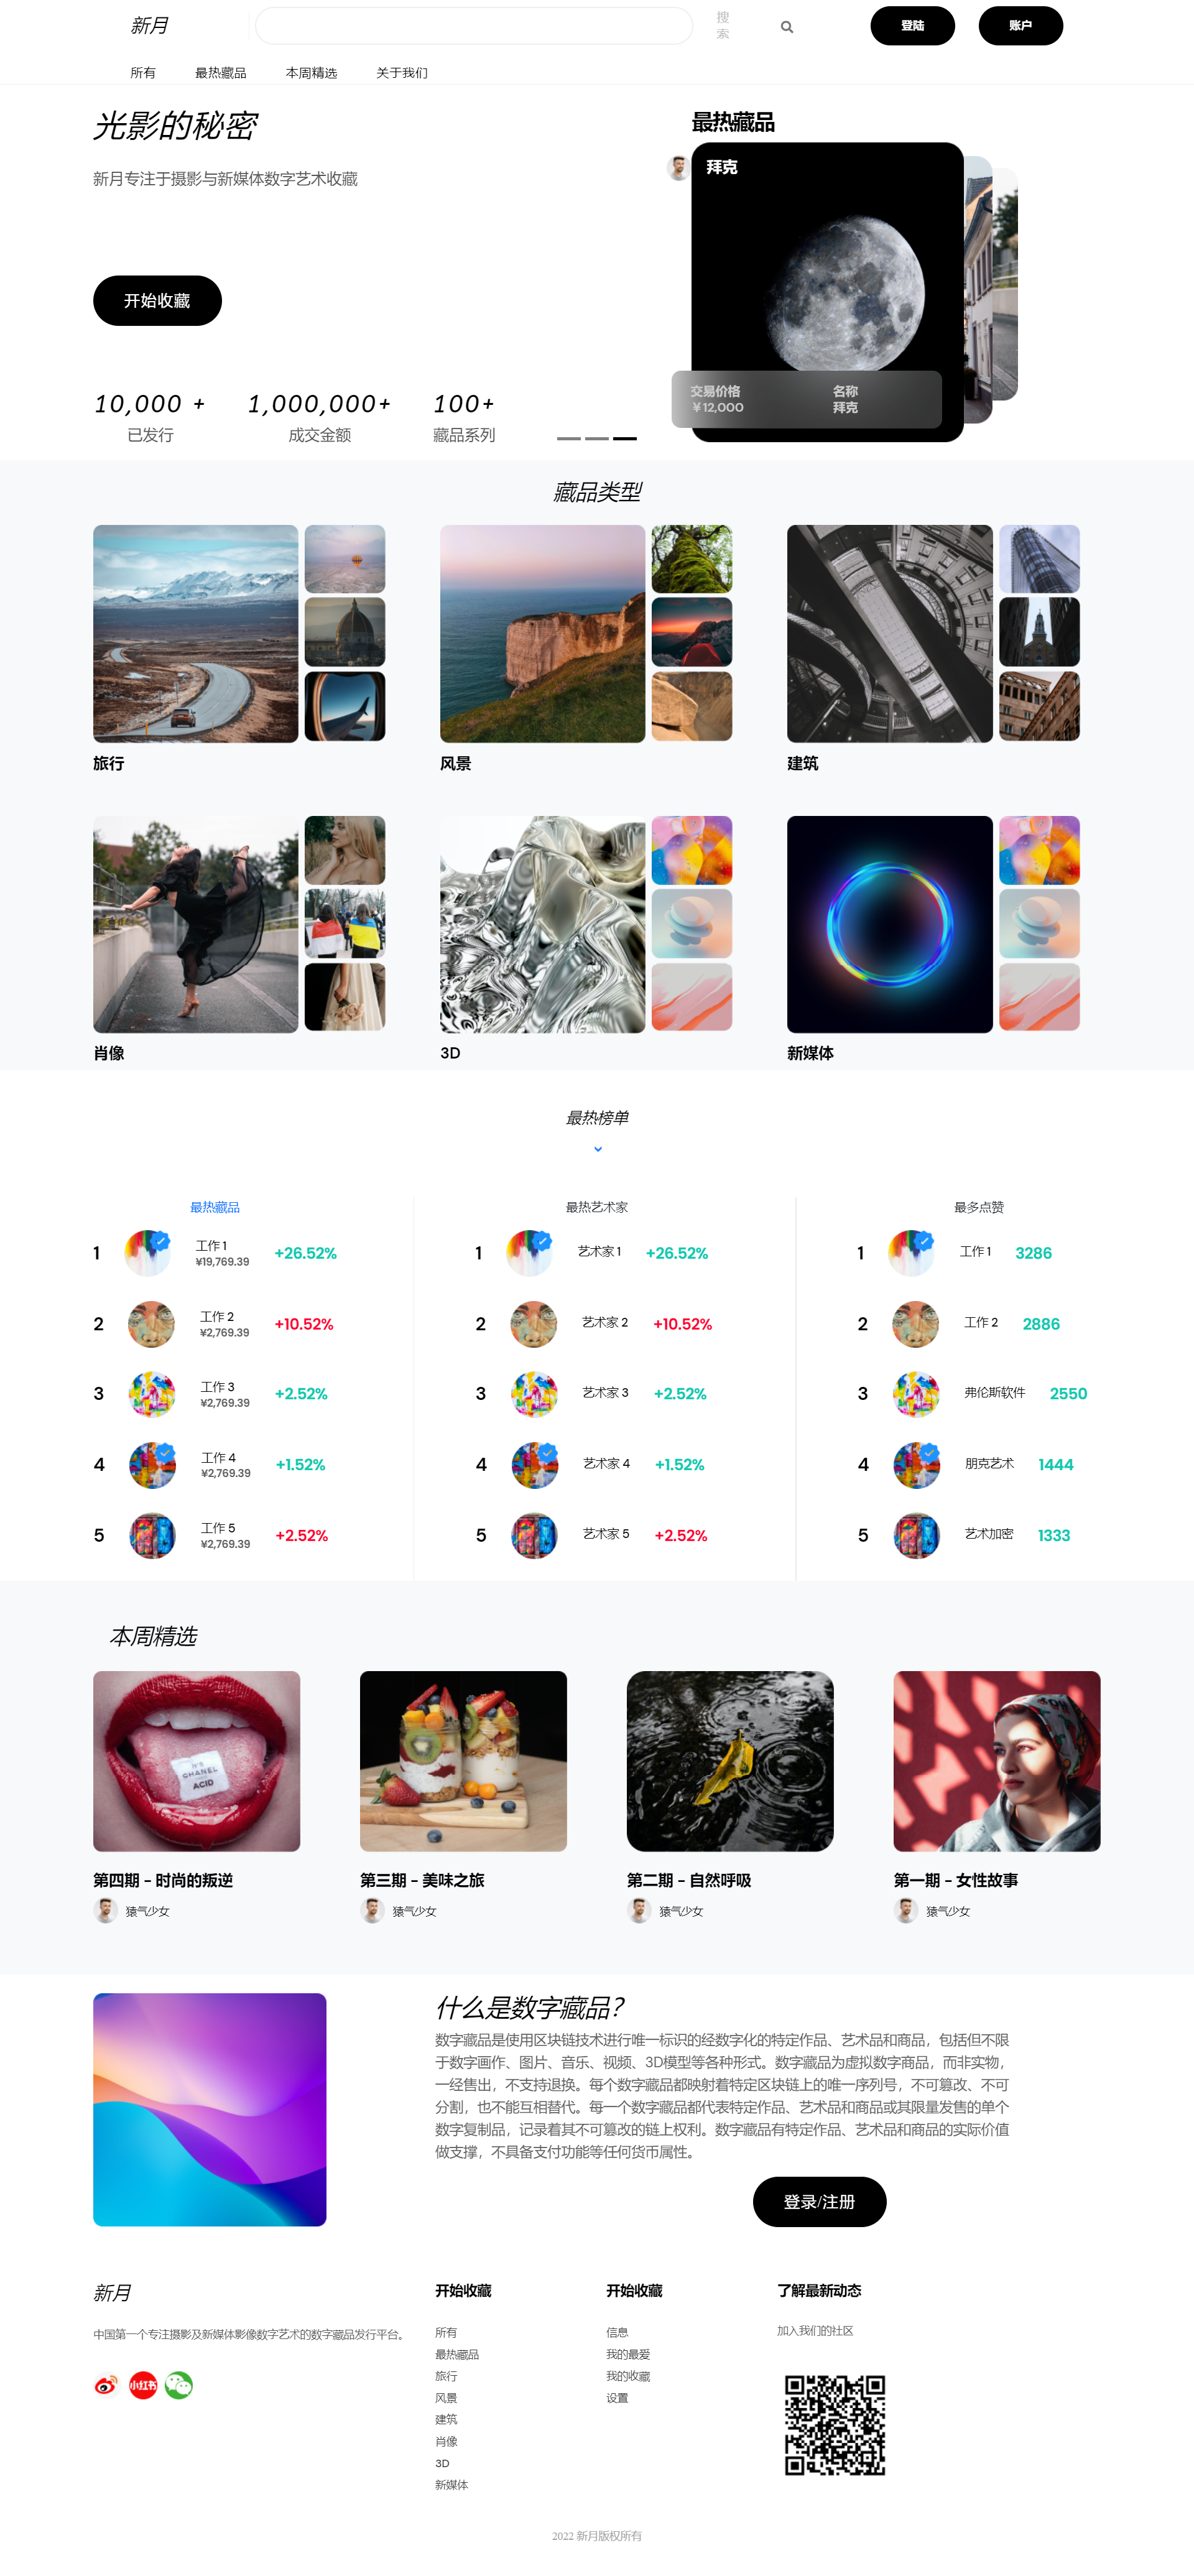 新月
搜
索
登陆
账户
所有
最热藏品
本周精选
关于我们
光影的秘密
新月专注于摄影与新媒体数字艺术收藏
开始收藏
10,000 +
已发行
1,000,000+
成交金额
100+
藏品系列
最热藏品
拜克
交易价格
￥12,000
名称
拜克
藏品类型
旅行
风景
建筑
肖像
3D
新媒体
最热榜单
最热藏品
1
工作 1
¥19,769.39
+26.52%
2
工作 2
¥2,769.39
+10.52%
3
工作 3
¥2,769.39
+2.52%
4
工作 4
¥2,769.39
+1.52%
5
工作 5
¥2,769.39
+2.52%
最热艺术家
1
艺术家 1
+26.52%
2
艺术家 2
+10.52%
3
艺术家 3
+2.52%
4
艺术家 4
+1.52%
5
艺术家 5
+2.52%
最多点赞
1
工作 1
3286
2
工作 2
2886
3
弗伦斯软件
2550
4
朋克艺术
1444
5
艺术加密
1333
本周精选
CHANEL
ACID
第四期 - 时尚的叛逆
猿气少女
第三期 - 美味之旅
猿气少女
第二期 - 自然呼吸
猿气少女
第一期 - 女性故事
猿气少女
什么是数字藏品？
数字藏品是使用区块链技术进行唯一标识的经数字化的特定作品、艺术品和商品，包括但不限
于数字画作、图片、音乐、视频、3D模型等各种形式。数字藏品为虚拟数字商品，而非实物，
一经售出，不支持退换。每个数字藏品都映射着特定区块链上的唯一序列号，不可篡改、不可
分割，也不能互相替代。每一个数字藏品都代表特定作品、艺术品和商品或其限量发售的单个
数字复制品，记录着其不可篡改的链上权利。数字藏品有特定作品、艺术品和商品的实际价值
做支撑，不具备支付功能等任何货币属性。
登录/注册
新月
中国第一个专注摄影及新媒体影像数字艺术的数字藏品发行平台。
小红书
开始收藏
所有
最热藏品
旅行
风景
建筑
肖像
3D
新媒体
开始收藏
信息
我的最爱
我的收藏
设置
了解最新动态
加入我们的社区
2022 新月版权所有